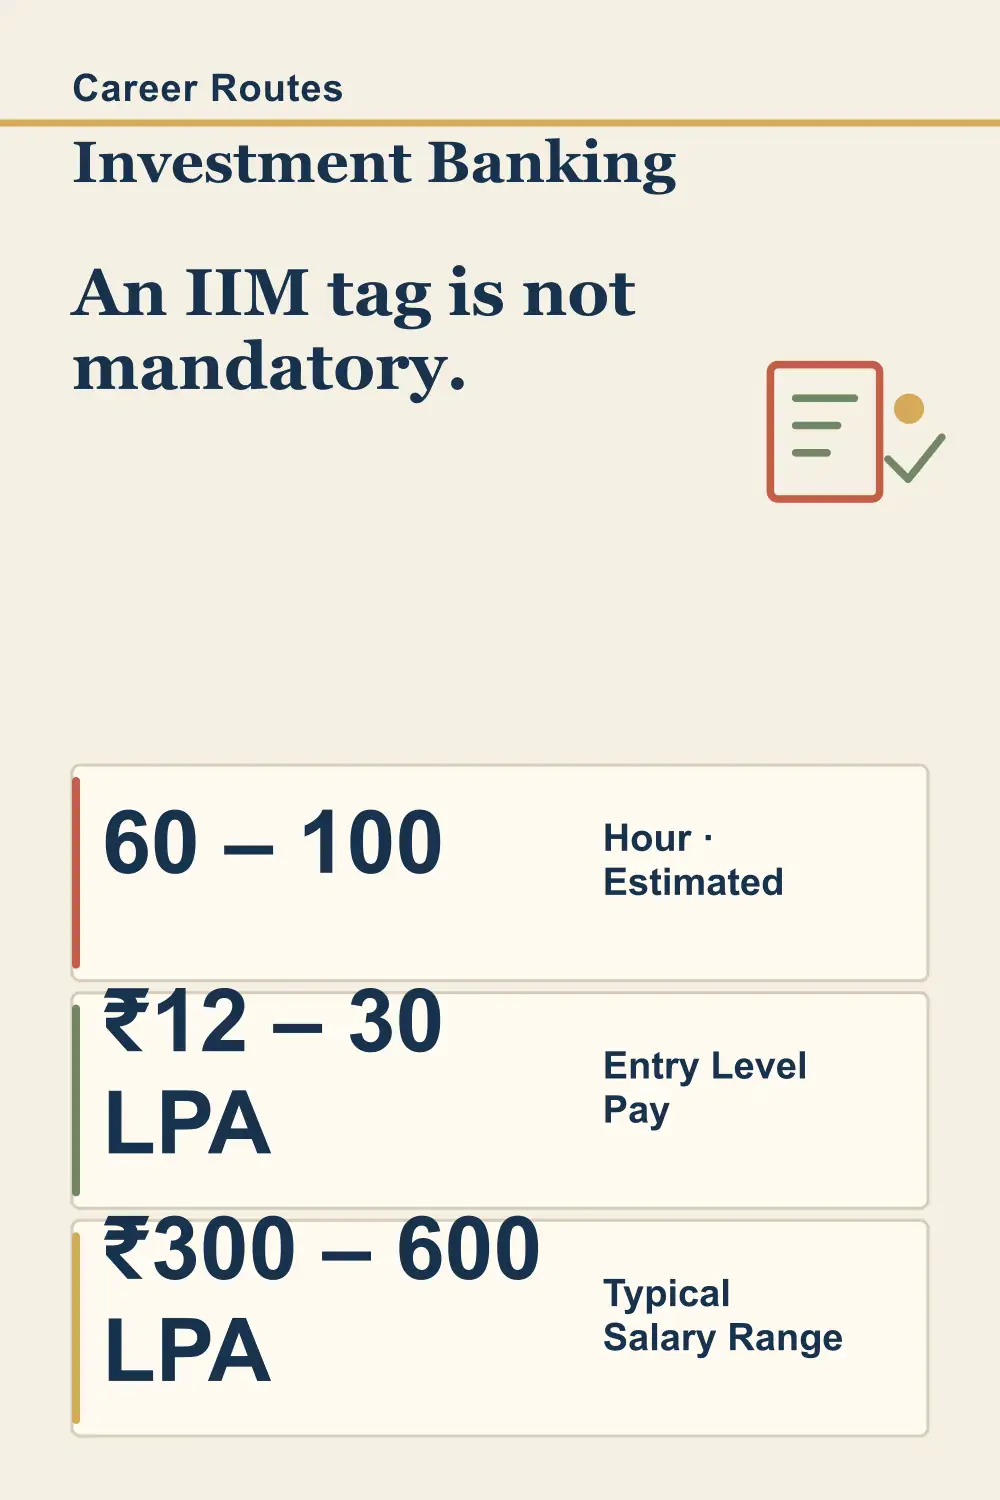 Career Routes
Investment Banking
An IIM tag is not
mandatory.
60 – 100
Hour ·
Estimated
₹12 – 30
LPA
Entry Level
Pay
₹300 – 600
LPA
Typical
Salary Range